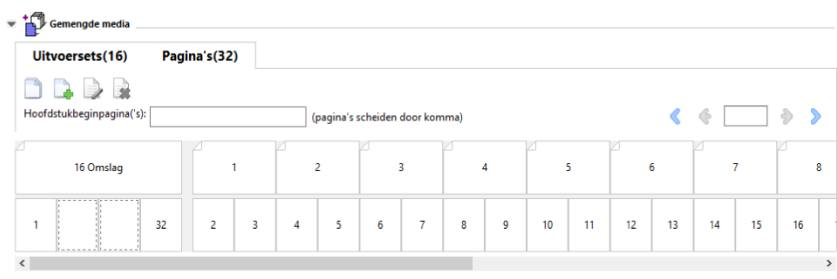 Gemengde media
Uitvoersets(16) Pagina's(32)
Hoofdstukbeginpagina('s): (pagina's scheiden door komma)
16 Omslag 1 2 3 4 5 6 7 8
1 32 2 3 4 5 6 7 8 9 10 11 12 13 14 15 16